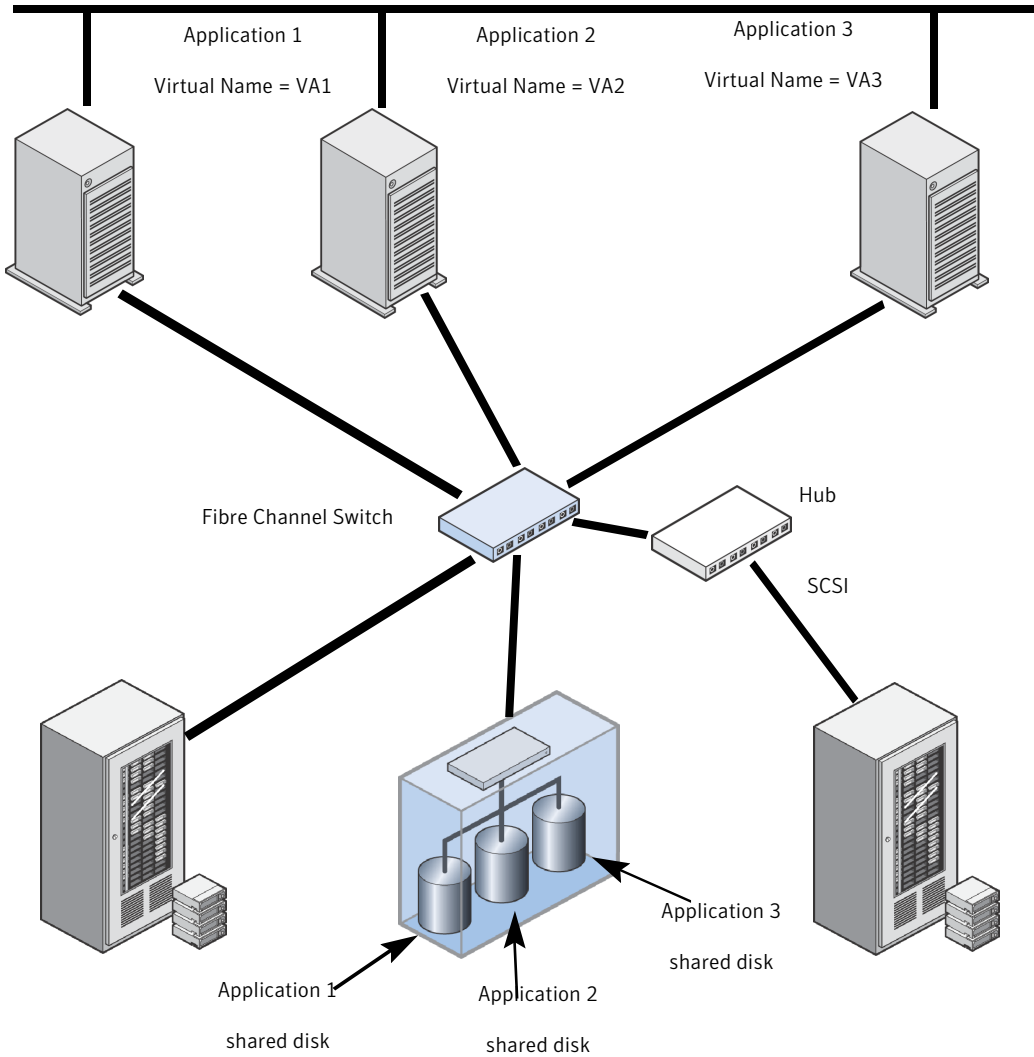 Application 1
Virtual Name = VA1
Application 2
Virtual Name = VA2
Application 3
Virtual Name = VA3
Fibre Channel Switch
Hub
SCSI
Application 1
shared disk
Application 2
shared disk
Application 3
shared disk